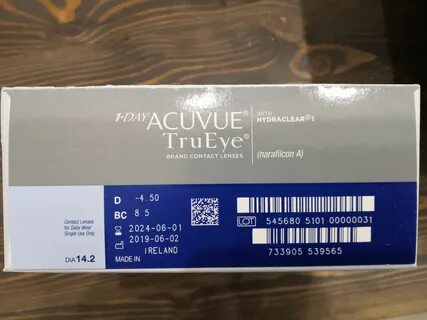 1·DAY ACUVUE®
TruEye®
BRAND CONTACT LENSES
WITH
HYDRACLEAR® 1
(narafilcon A)
Contact Lenses
for Daily Wear
Single Use Only
DIA 14.2
D -4.50
BC 8.5
2024-06-01
2019-06-02
MADE IN IRELAND
LOT 545680 5101 00000031
733905 539565